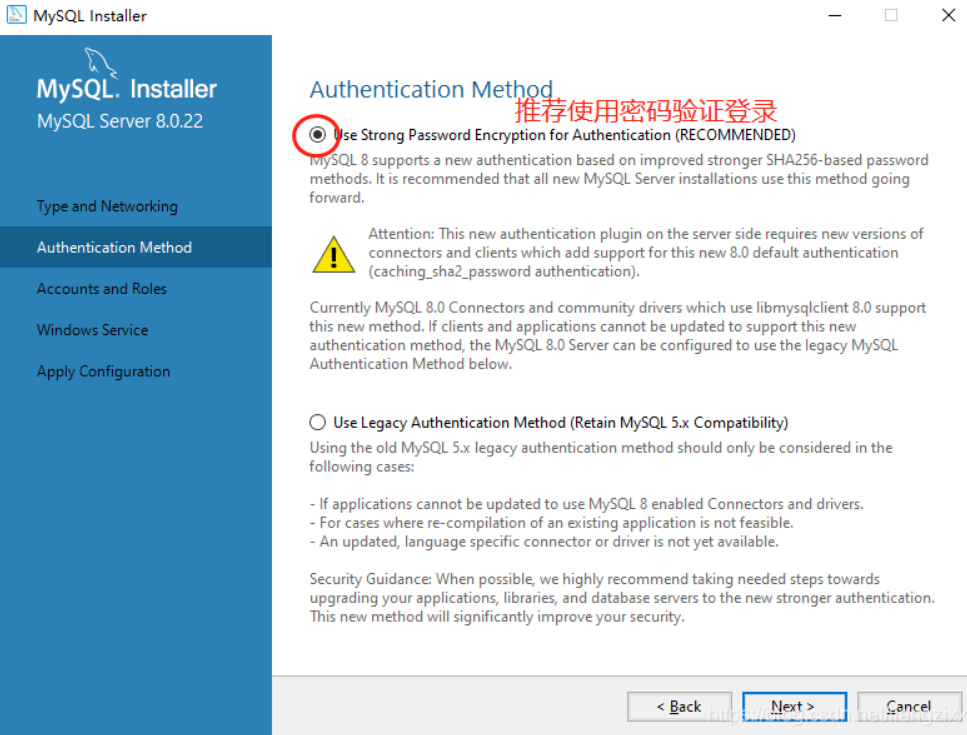 MySQL Installer
MySQL. Installer
MySQL Server 8.0.22
Type and Networking
Authentication Method
Accounts and Roles
Windows Service
Apply Configuration
Authentication Method
推荐使用密码验证登录
Use Strong Password Encryption for Authentication (RECOMMENDED)
MySQL 8 supports a new authentication based on improved stronger SHA256-based password
methods. It is recommended that all new MySQL Server installations use this method going
forward.
Attention: This new authentication plugin on the server side requires new versions of
connectors and clients which add support for this new 8.0 default authentication
(caching_sha2_password authentication).
Currently MySQL 8.0 Connectors and community drivers which use libmysqlclient 8.0 support
this new method. If clients and applications cannot be updated to support this new
authentication method, the MySQL 8.0 Server can be configured to use the legacy MySQL
Authentication Method below.
Use Legacy Authentication Method (Retain MySQL 5.x Compatibility)
Using the old MySQL 5.x legacy authentication method should only be considered in the
following cases:
- If applications cannot be updated to use MySQL 8 enabled Connectors and drivers.
- For cases where re-compilation of an existing application is not feasible.
- An updated, language specific connector or driver is not yet available.
Security Guidance: When possible, we highly recommend taking needed steps towards
upgrading your applications, libraries, and database servers to the new stronger authentication.
This new method will significantly improve your security.
< Back
Next >
Cancel